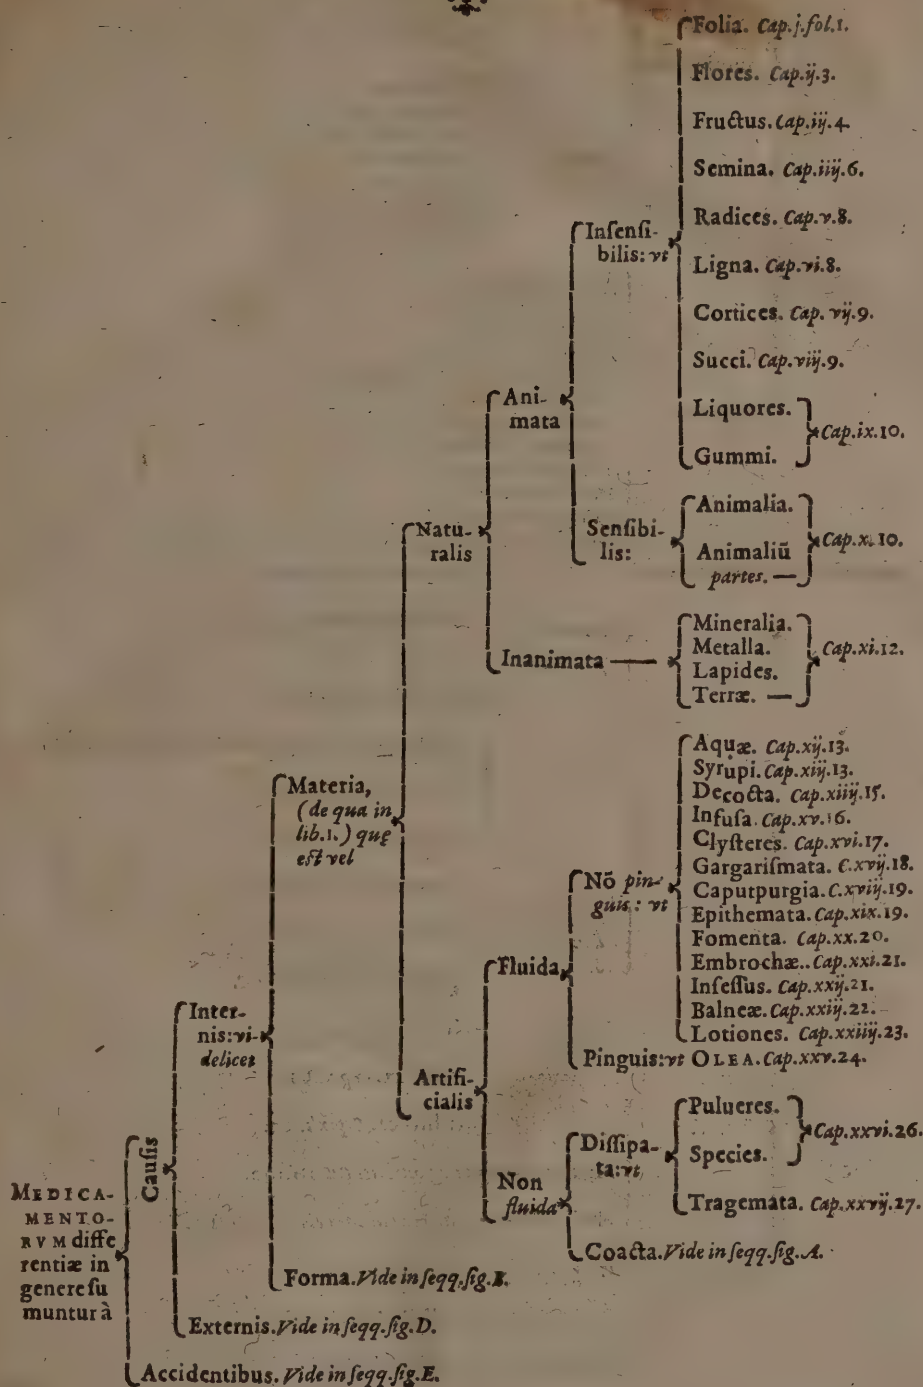 Folia. Cap.j.fol.1.
Flores. Cap.ij.3.
Fructus. Cap.iij.4.
Semina. Cap.iiij.6.
Radices. Cap.v.8.
Ligna. Cap.vi.8.
Cortices. Cap. vij.9.
Succi. Cap.viij.9.
Liquores.
Gummi.
Cap.ix.10.
Inſenſi-
bilis: vt
Ani-
mata
Senſibi-
lis:
Animalia.
Animaliũ
partes. —
Cap.x.10.
Natu-
ralis
Inanimata —
Mineralia.
Metalla.
Lapides.
Terræ. —
Cap.xi.12.
Materia,
(de qua in
lib.1.) quę
eſt vel
Aquæ. Cap.xij.13.
Syrupi. Cap.xiij.13.
Decocta. Cap.xiiij.15.
Infuſa. Cap.xv.16.
Clyſteres. Cap.xvi.17.
Gargariſmata. C.xvij.18.
Caputpurgia. C.xviij.19.
Epithemata. Cap.xix.19.
Fomenta. Cap.xx.20.
Embrochæ.. Cap.xxi.21.
Inſeſſus. Cap.xxij.21.
Balneæ. Cap.xxiij.22.
Lotiones. Cap.xxiiij.23.
Nõ pin-
guis: vt
Fluida,
Pinguis: vt OLEA. Cap.xxv.24.
Inter-
nis: vi-
delicet
Artifi-
cialis
Non
fluida
Diſſipa-
ta: vt
Pulueres.
Species.
Cap.xxvi.26.
Tragemata. Cap.xxvij.27.
Coacta. Vide in ſeqq. fig. A.
Cauſis
MEDICA-
MENTO-
RVM diffe
rentiæ in
genere ſu
muntur à
Forma. Vide in ſeqq. fig. B.
Externis. Vide in ſeqq. fig. D.
Accidentibus. Vide in ſeqq. fig. E.